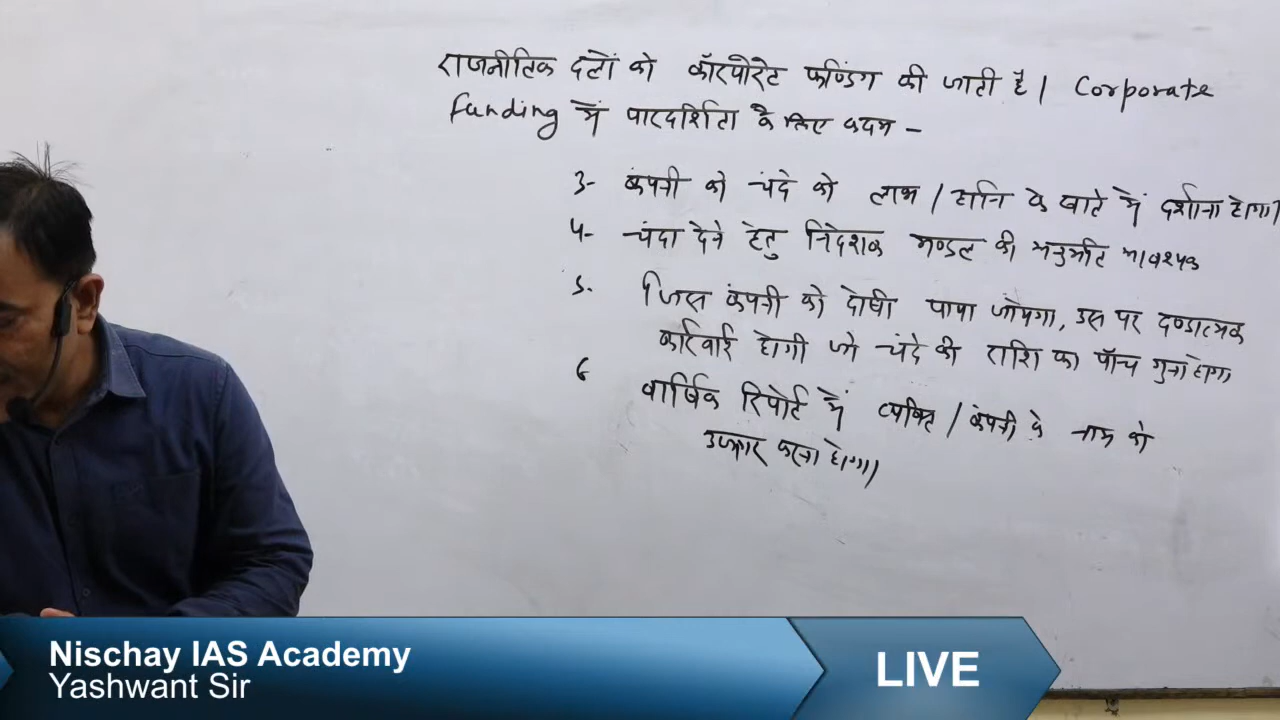 राजनीतिक दलों को कॉरपोरेट फण्डिंग की जाती है। Corporate
funding में पारदर्शिता के लिए कदम -
3- कंपनी को चंदे को लाभ / हानि के खाते में दर्शाना होगा।
4- चंदा देने हेतु निदेशक मण्डल की अनुमति आवश्यक
5. जिस कंपनी को दोषी पाया जायेगा, उस पर दण्डात्मक
कार्रवाई होगी जो चंदे की राशि का पाँच गुना होगा,
6 वार्षिक रिपोर्ट में व्यक्ति / कंपनी के नाम को
उजागर करना होगा।
Nischay IAS Academy
Yashwant Sir
LIVE